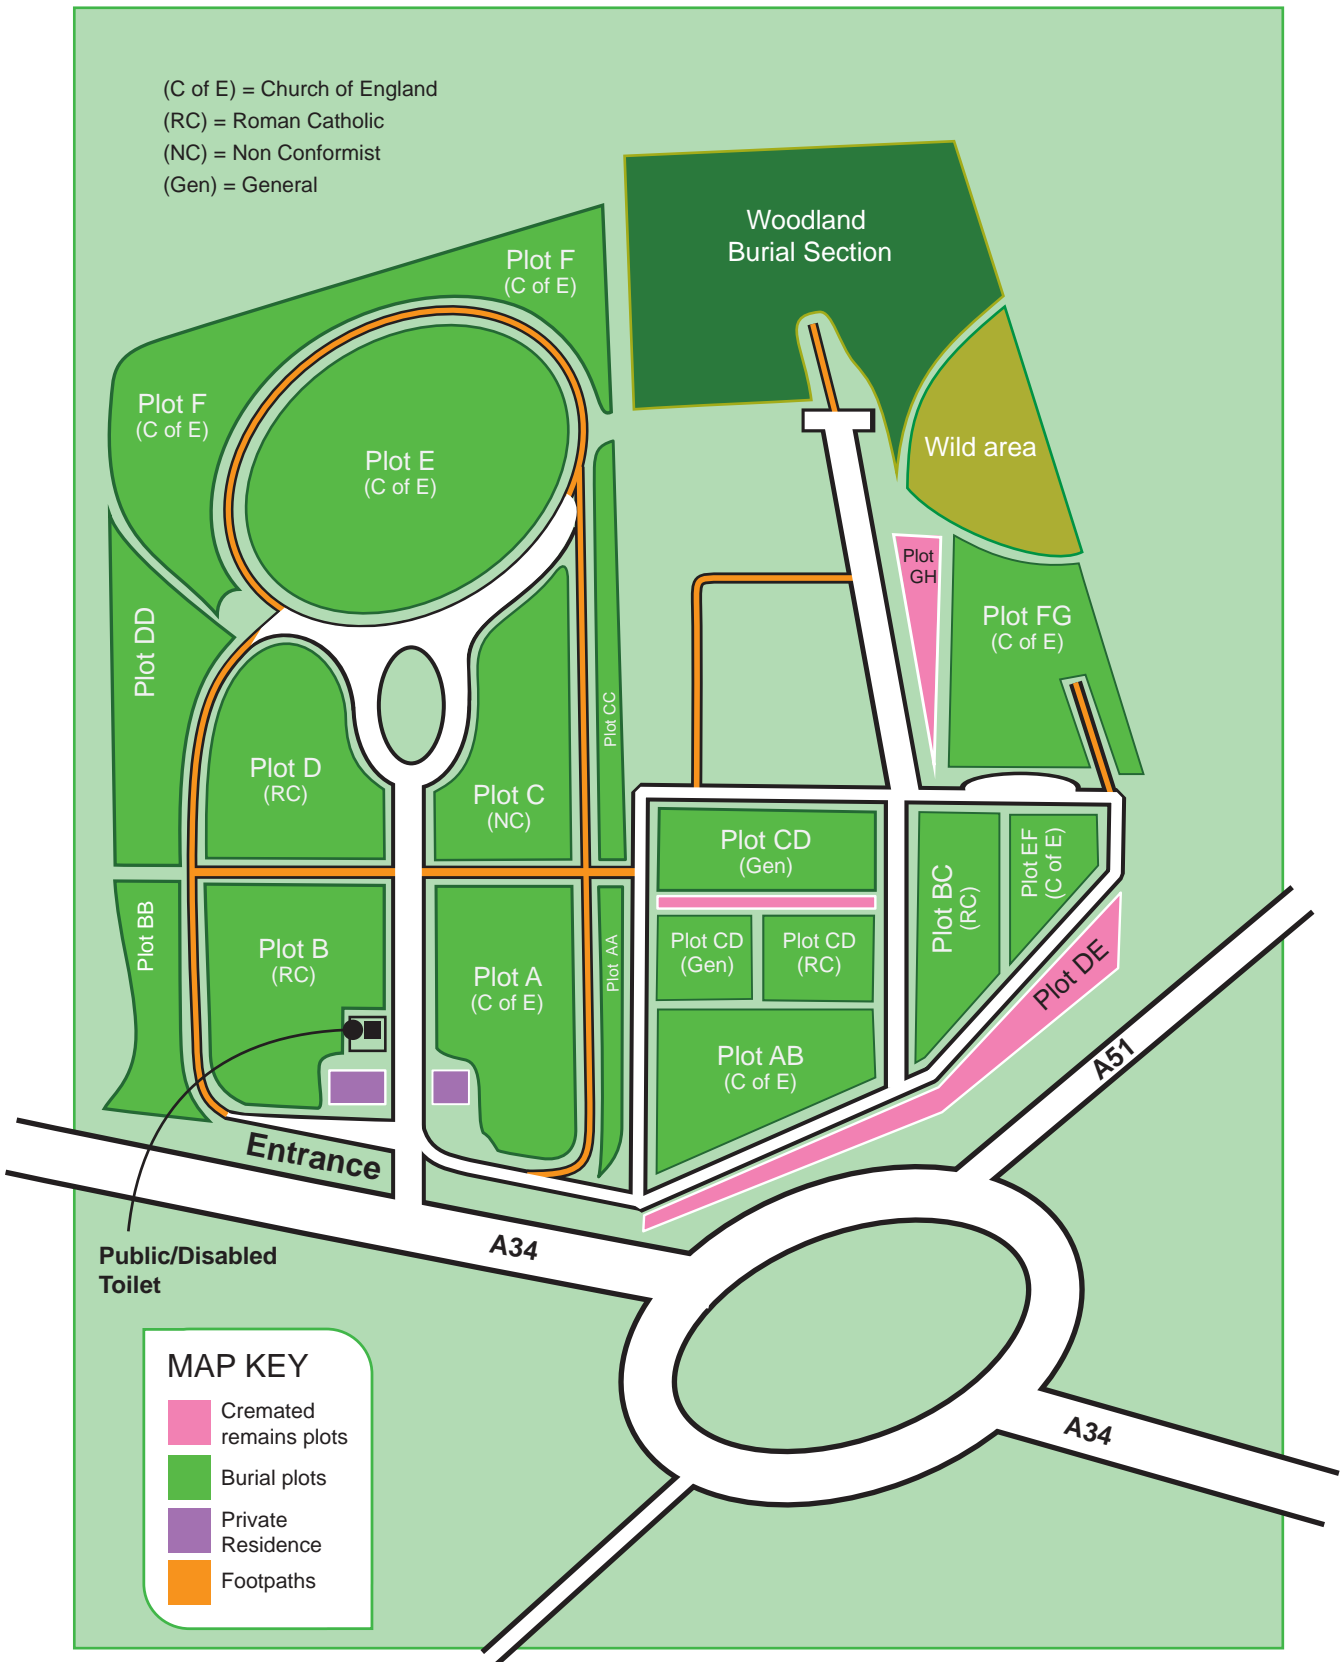 (C of E) = Church of England
(RC) = Roman Catholic
(NC) = Non Conformist
(Gen) = General
Woodland
Burial Section
Plot F
(C of E)
Plot F
(C of E)
Plot E
(C of E)
Wild area
Plot
GH
Plot FG
(C of E)
Plot DD
Plot CC
Plot D
(RC)
Plot C
(NC)
Plot CD
(Gen)
Plot EF
(C of E)
Plot BC
(RC)
Plot BB
Plot B
(RC)
Plot A
(C of E)
Plot AA
Plot CD
(Gen)
Plot CD
(RC)
Plot DE
Plot AB
(C of E)
A51
Entrance
A34
Public/Disabled
Toilet
MAP KEY
Cremated
remains plots
Burial plots
Private
Residence
Footpaths
A34